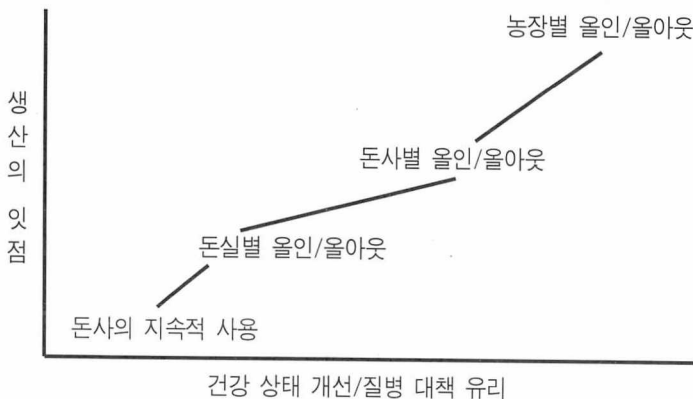 농장별 올인/올아웃
생산의 잇점
돈사별 올인/올아웃
돈실별 올인/올아웃
돈사의 지속적 사용
건강 상태 개선/질병 대책 유리